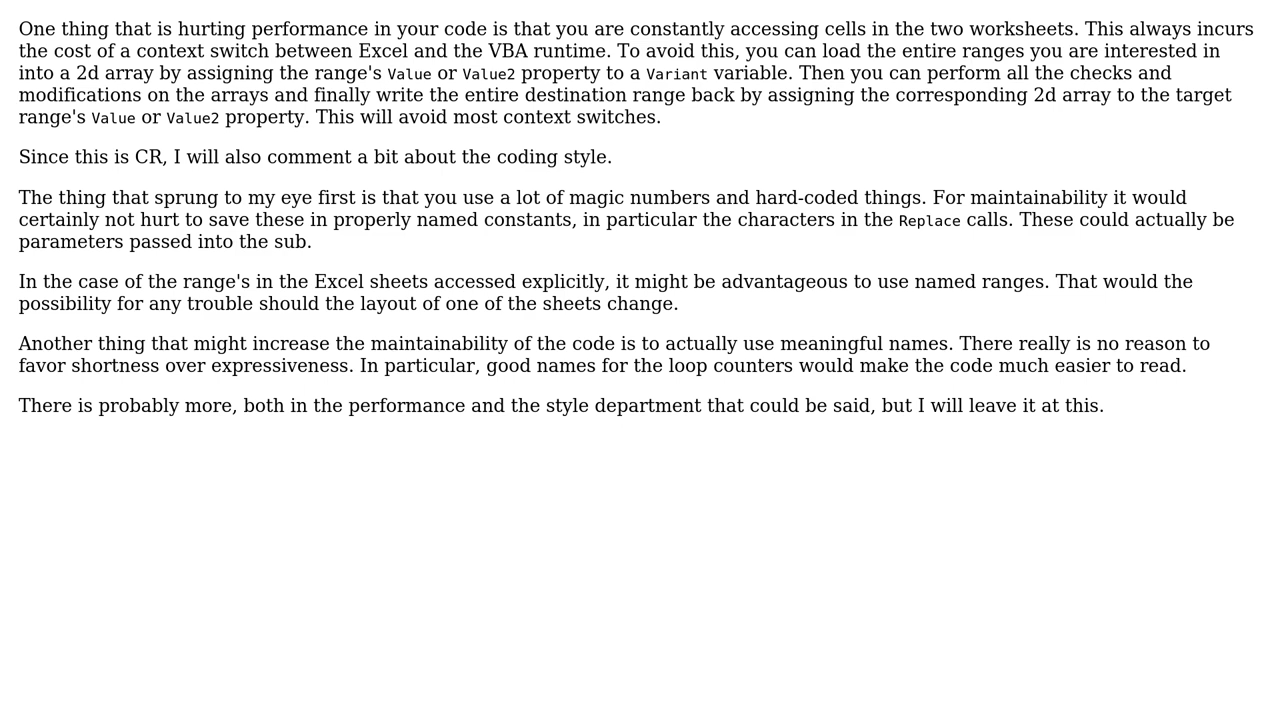 One thing that is hurting performance in your code is that you are constantly accessing cells in the two worksheets. This always incurs
the cost of a context switch between Excel and the VBA runtime. To avoid this, you can load the entire ranges you are interested in
into a 2d array by assigning the range's Value or Value2 property to a Variant variable. Then you can perform all the checks and
modifications on the arrays and finally write the entire destination range back by assigning the corresponding 2d array to the target
range's Value or Value2 property. This will avoid most context switches.
Since this is CR, I will also comment a bit about the coding style.
The thing that sprung to my eye first is that you use a lot of magic numbers and hard-coded things. For maintainability it would
certainly not hurt to save these in properly named constants, in particular the characters in the Replace calls. These could actually be
parameters passed into the sub.
In the case of the range's in the Excel sheets accessed explicitly, it might be advantageous to use named ranges. That would the
possibility for any trouble should the layout of one of the sheets change.
Another thing that might increase the maintainability of the code is to actually use meaningful names. There really is no reason to
favor shortness over expressiveness. In particular, good names for the loop counters would make the code much easier to read.
There is probably more, both in the performance and the style department that could be said, but I will leave it at this.